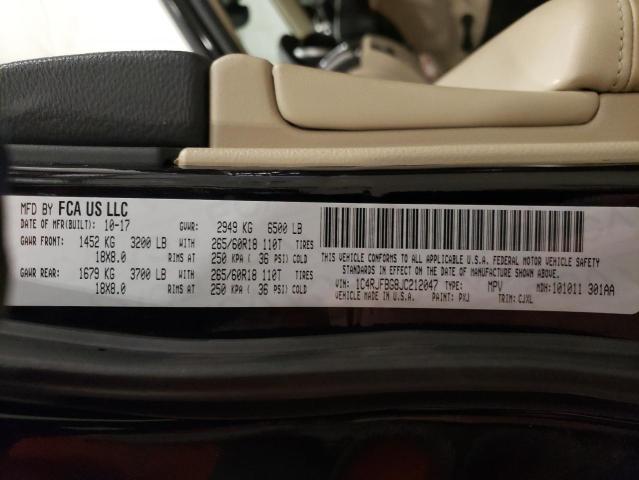 MFD BY FCA US LLC
DATE OF MFR(BUILT): 10-17 GVWR: 2949 KG 6500 LB
GAWR FRONT: 1452 KG 3200 LB WITH 265/60R18 110T TIRES
18X8.0 RIMS AT 250 KPA ( 36 PSI) COLD
GAWR REAR: 1679 KG 3700 LB WITH 265/60R18 110T TIRES
18X8.0 RIMS AT 250 KPA ( 36 PSI) COLD
THIS VEHICLE CONFORMS TO ALL APPLICABLE U.S.A. FEDERAL MOTOR VEHICLE
SAFETY STANDARDS IN EFFECT ON THE DATE OF MANUFACTURE SHOWN ABOVE.
VIN: 1C4RJFBG8JC212047 TYPE: MPV MDH: 101011 301AA
VEHICLE MADE IN U.S.A. PAINT: PXJ TRIM: CJXL